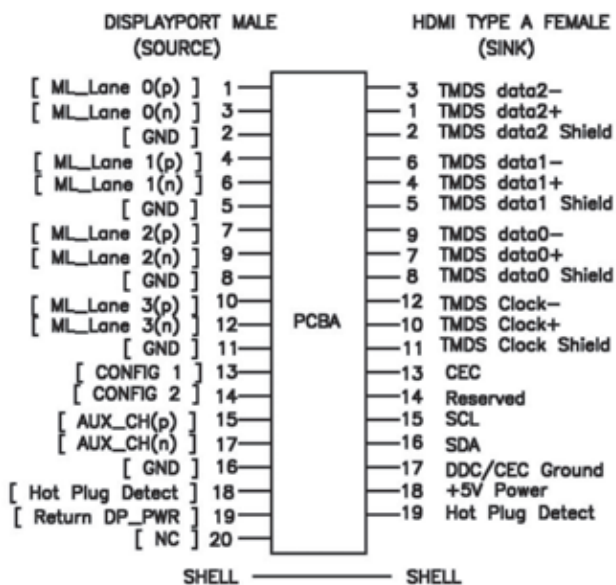 DISPLAYPORT MALE
(SOURCE)
HDMI TYPE A FEMALE
(SINK)
[ ML_Lane 0(p) ] 1
[ ML_Lane 0(n) ] 3
[ GND ] 2
[ ML_Lane 1(p) ] 4
[ ML_Lane 1(n) ] 6
[ GND ] 5
[ ML_Lane 2(p) ] 7
[ ML_Lane 2(n) ] 9
[ GND ] 8
[ ML_Lane 3(p) ] 10
[ ML_Lane 3(n) ] 12
[ GND ] 11
[ CONFIG 1 ] 13
[ CONFIG 2 ] 14
[ AUX_CH(p) ] 15
[ AUX_CH(n) ] 17
[ GND ] 16
[ Hot Plug Detect ] 18
[ Return DP_PWR ] 19
[ NC ] 20
PCBA
3 TMDS data2-
1 TMDS data2+
2 TMDS data2 Shield
6 TMDS data1-
4 TMDS data1+
5 TMDS data1 Shield
9 TMDS data0-
7 TMDS data0+
8 TMDS data0 Shield
12 TMDS Clock-
10 TMDS Clock+
11 TMDS Clock Shield
13 CEC
14 Reserved
15 SCL
16 SDA
17 DDC/CEC Ground
18 +5V Power
19 Hot Plug Detect
SHELL SHELL